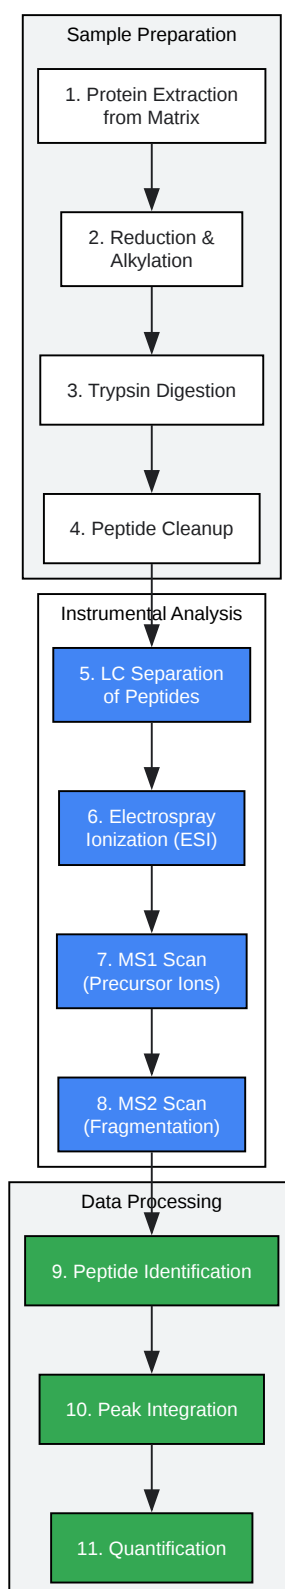 Sample Preparation
1. Protein Extraction
from Matrix
2. Reduction &
Alkylation
3. Trypsin Digestion
4. Peptide Cleanup
Instrumental Analysis
5. LC Separation
of Peptides
6. Electrospray
Ionization (ESI)
7. MS1 Scan
(Precursor Ions)
8. MS2 Scan
(Fragmentation)
Data Processing
9. Peptide Identification
10. Peak Integration
11. Quantification